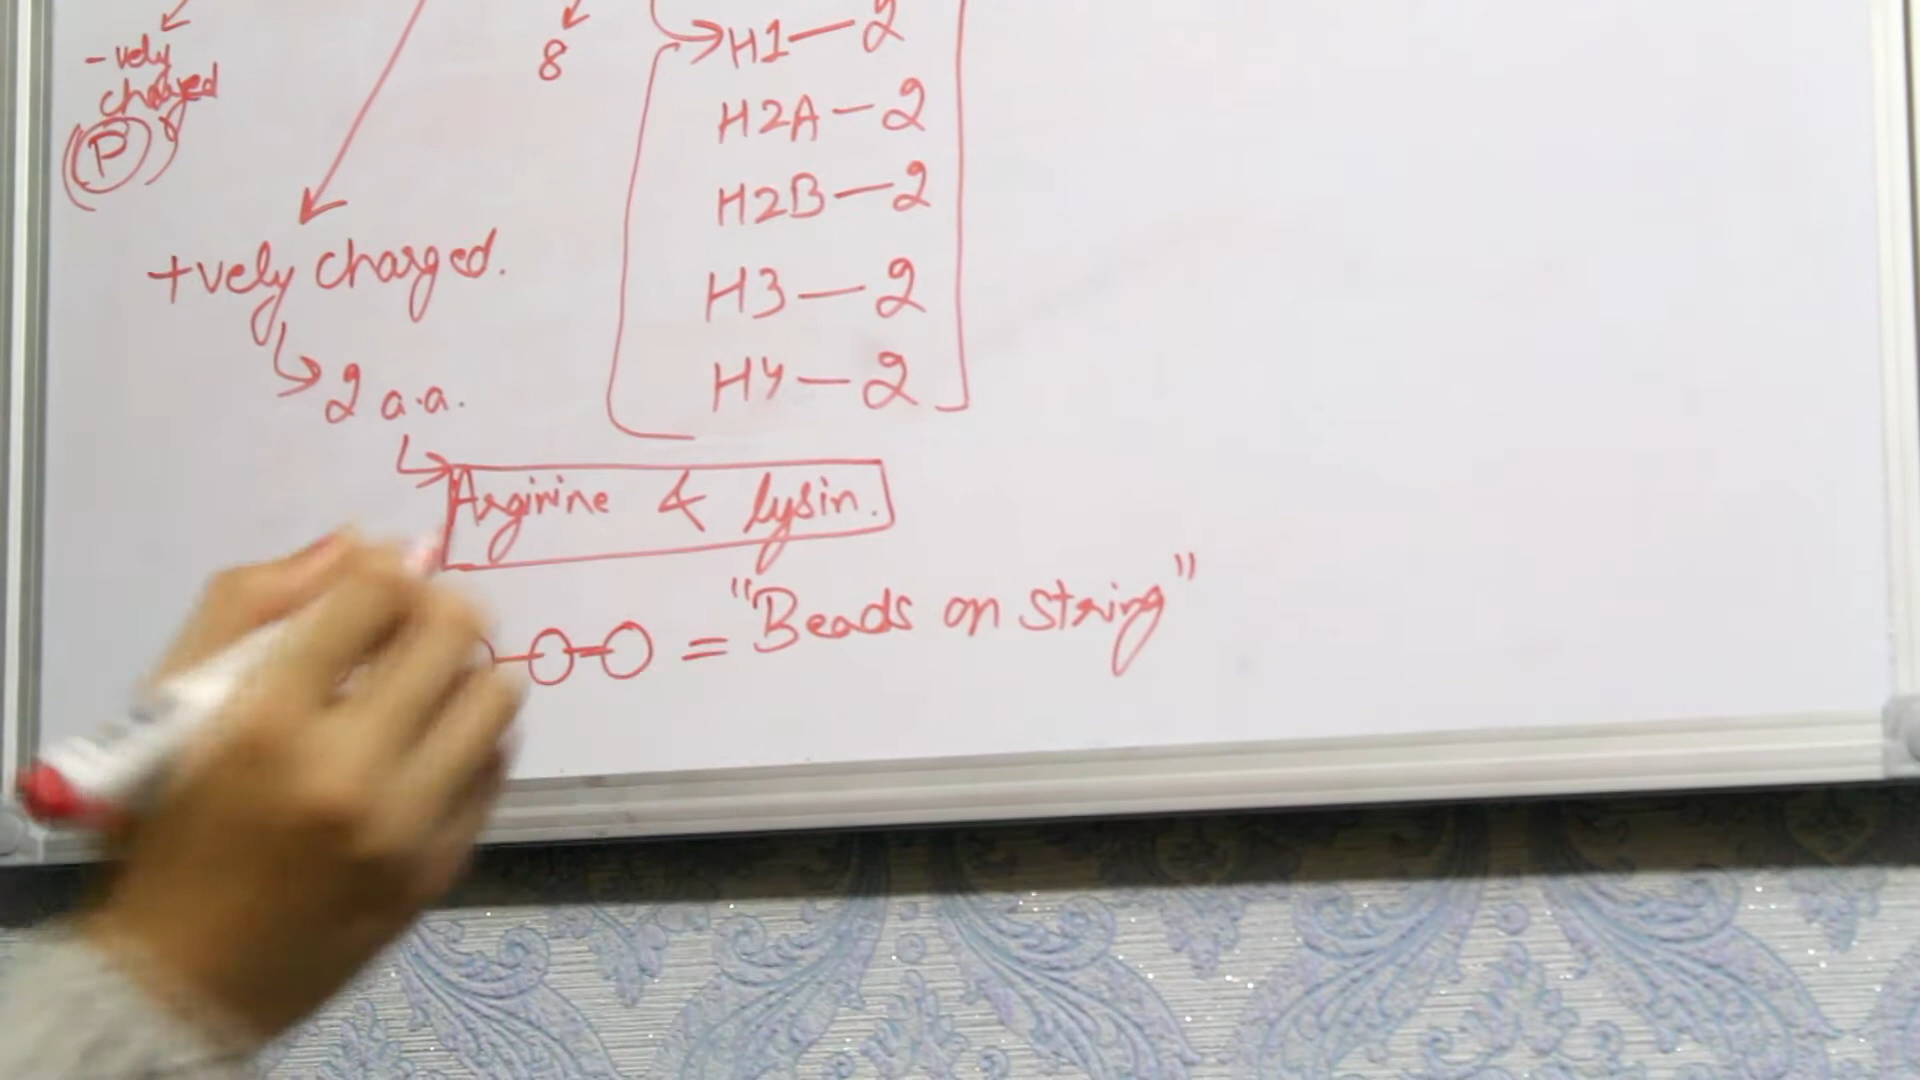 -vely
charged
P
8
H1—2
H2A—2
H2B—2
H3—2
H4—2
+vely charged.
2 a.a.
Arginine & lysin.
= "Beads on string"